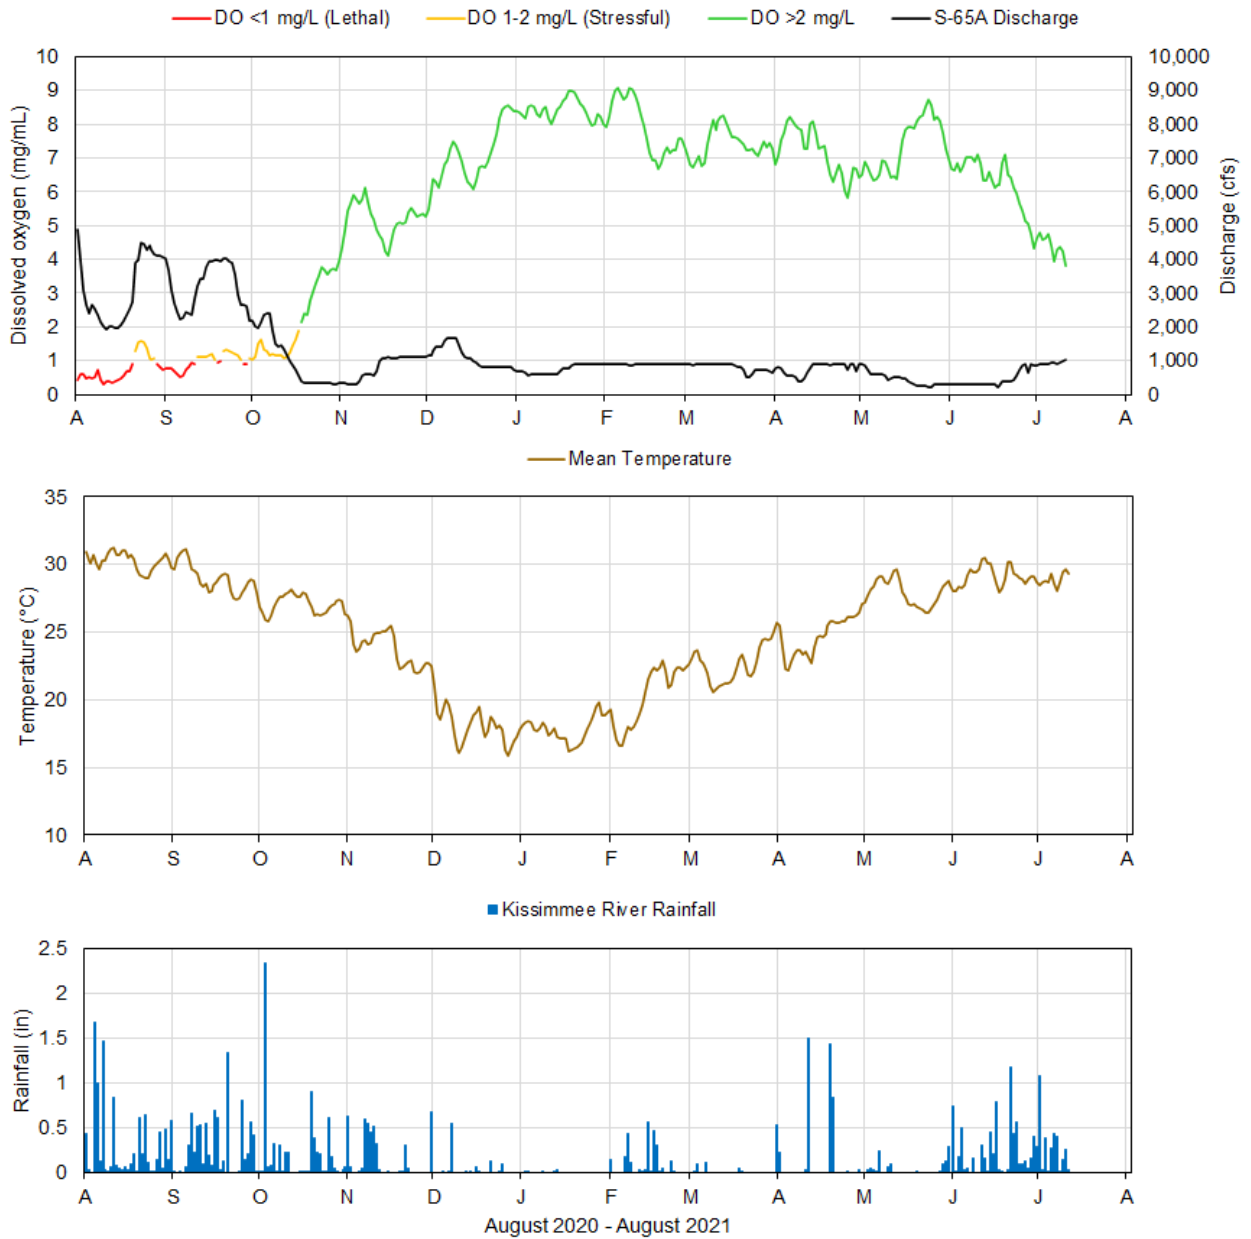 DO <1 mg/L (Lethal) DO 1-2 mg/L (Stressful) DO >2 mg/L S-65A Discharge
10 10,000
9 9,000
8 8,000
7 7,000
6 6,000
5 5,000
4 4,000
3 3,000
2 2,000
1 1,000
0 0
Dissolved oxygen (mg/mL)
Discharge (cfs)
A S O N D J F M A M J J A
Mean Temperature
35
30
25
20
15
10
Temperature (°C)
A S O N D J F M A M J J A
Kissimmee River Rainfall
2.5
2
1.5
1
0.5
0
Rainfall (in)
A S O N D J F M A M J J A
August 2020 - August 2021